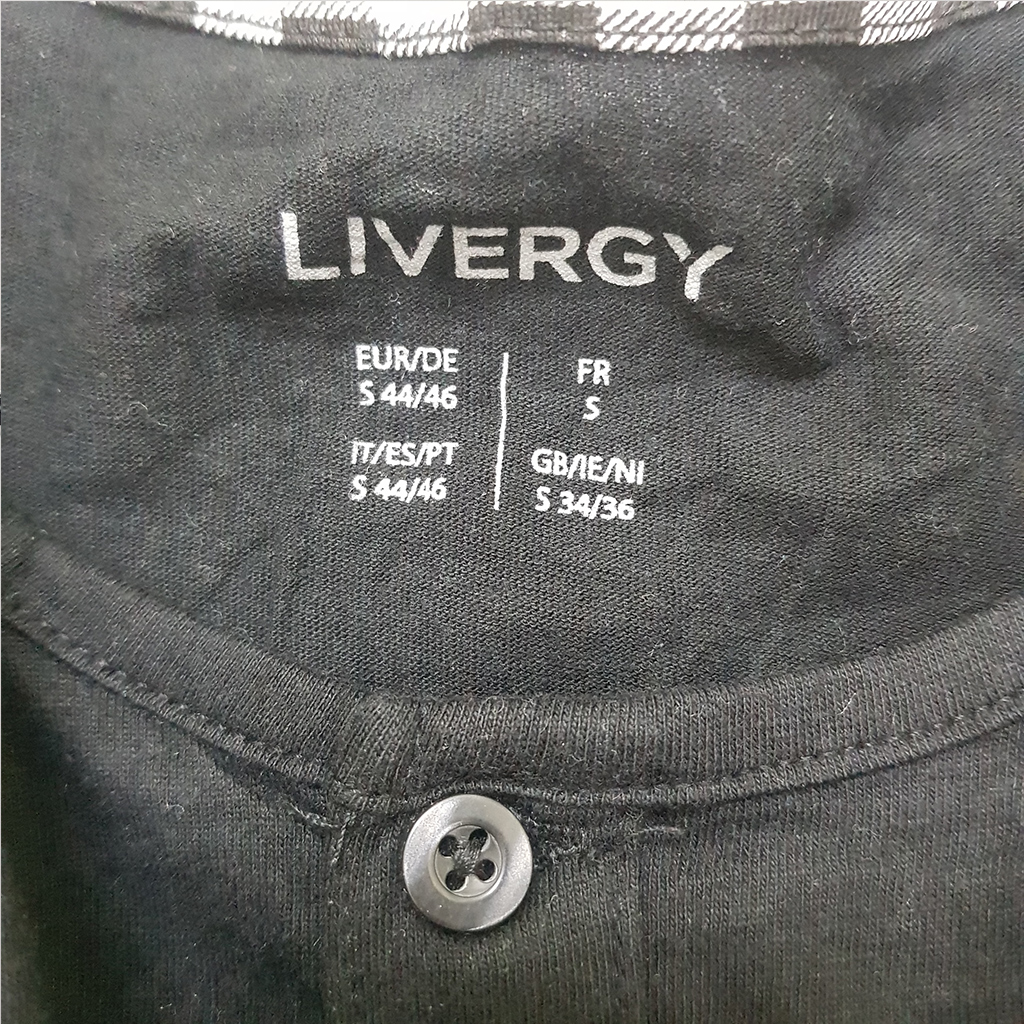 LIVERGY
EUR/DE
S 44/46
FR
S
IT/ES/PT
S 44/46
GB/IE/NI
S 34/36